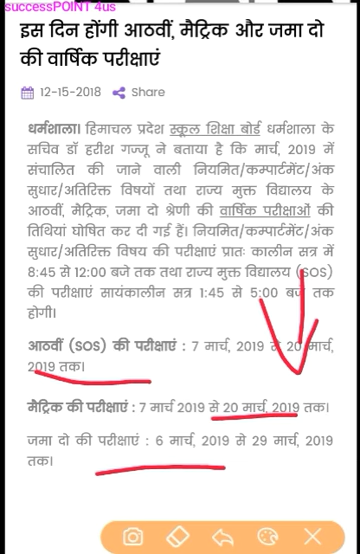 successPOINT 4us
इस दिन होंगी आठवीं, मैट्रिक और जमा दो
की वार्षिक परीक्षाएं
12-15-2018 Share
धर्मशाला। हिमाचल प्रदेश स्कूल शिक्षा बोर्ड धर्मशाला के
सचिव डॉ हरीश गज्जू ने बताया है कि मार्च, 2019 में
संचालित की जाने वाली नियमित/कम्पार्टमेंट/अंक
सुधार/अतिरिक्त विषयों तथा राज्य मुक्त विद्यालय के
आठवीं, मैट्रिक, जमा दो श्रेणी की वार्षिक परीक्षाओं की
तिथियां घोषित कर दी गई हैं। नियमित/कम्पार्टमेंट/अंक
सुधार/अतिरिक्त विषय की परीक्षाएं प्रातः कालीन सत्र में
8:45 से 12:00 बजे तक तथा राज्य मुक्त विद्यालय (SOS)
की परीक्षाएं सायंकालीन सत्र 1:45 से 5:00 बजे तक
होगी।
आठवीं (SOS) की परीक्षाएं : 7 मार्च, 2019 से 20 मार्च,
2019 तक।
मैट्रिक की परीक्षाएं : 7 मार्च 2019 से 20 मार्च, 2019 तक।
जमा दो की परीक्षाएं : 6 मार्च, 2019 से 29 मार्च, 2019
तक।